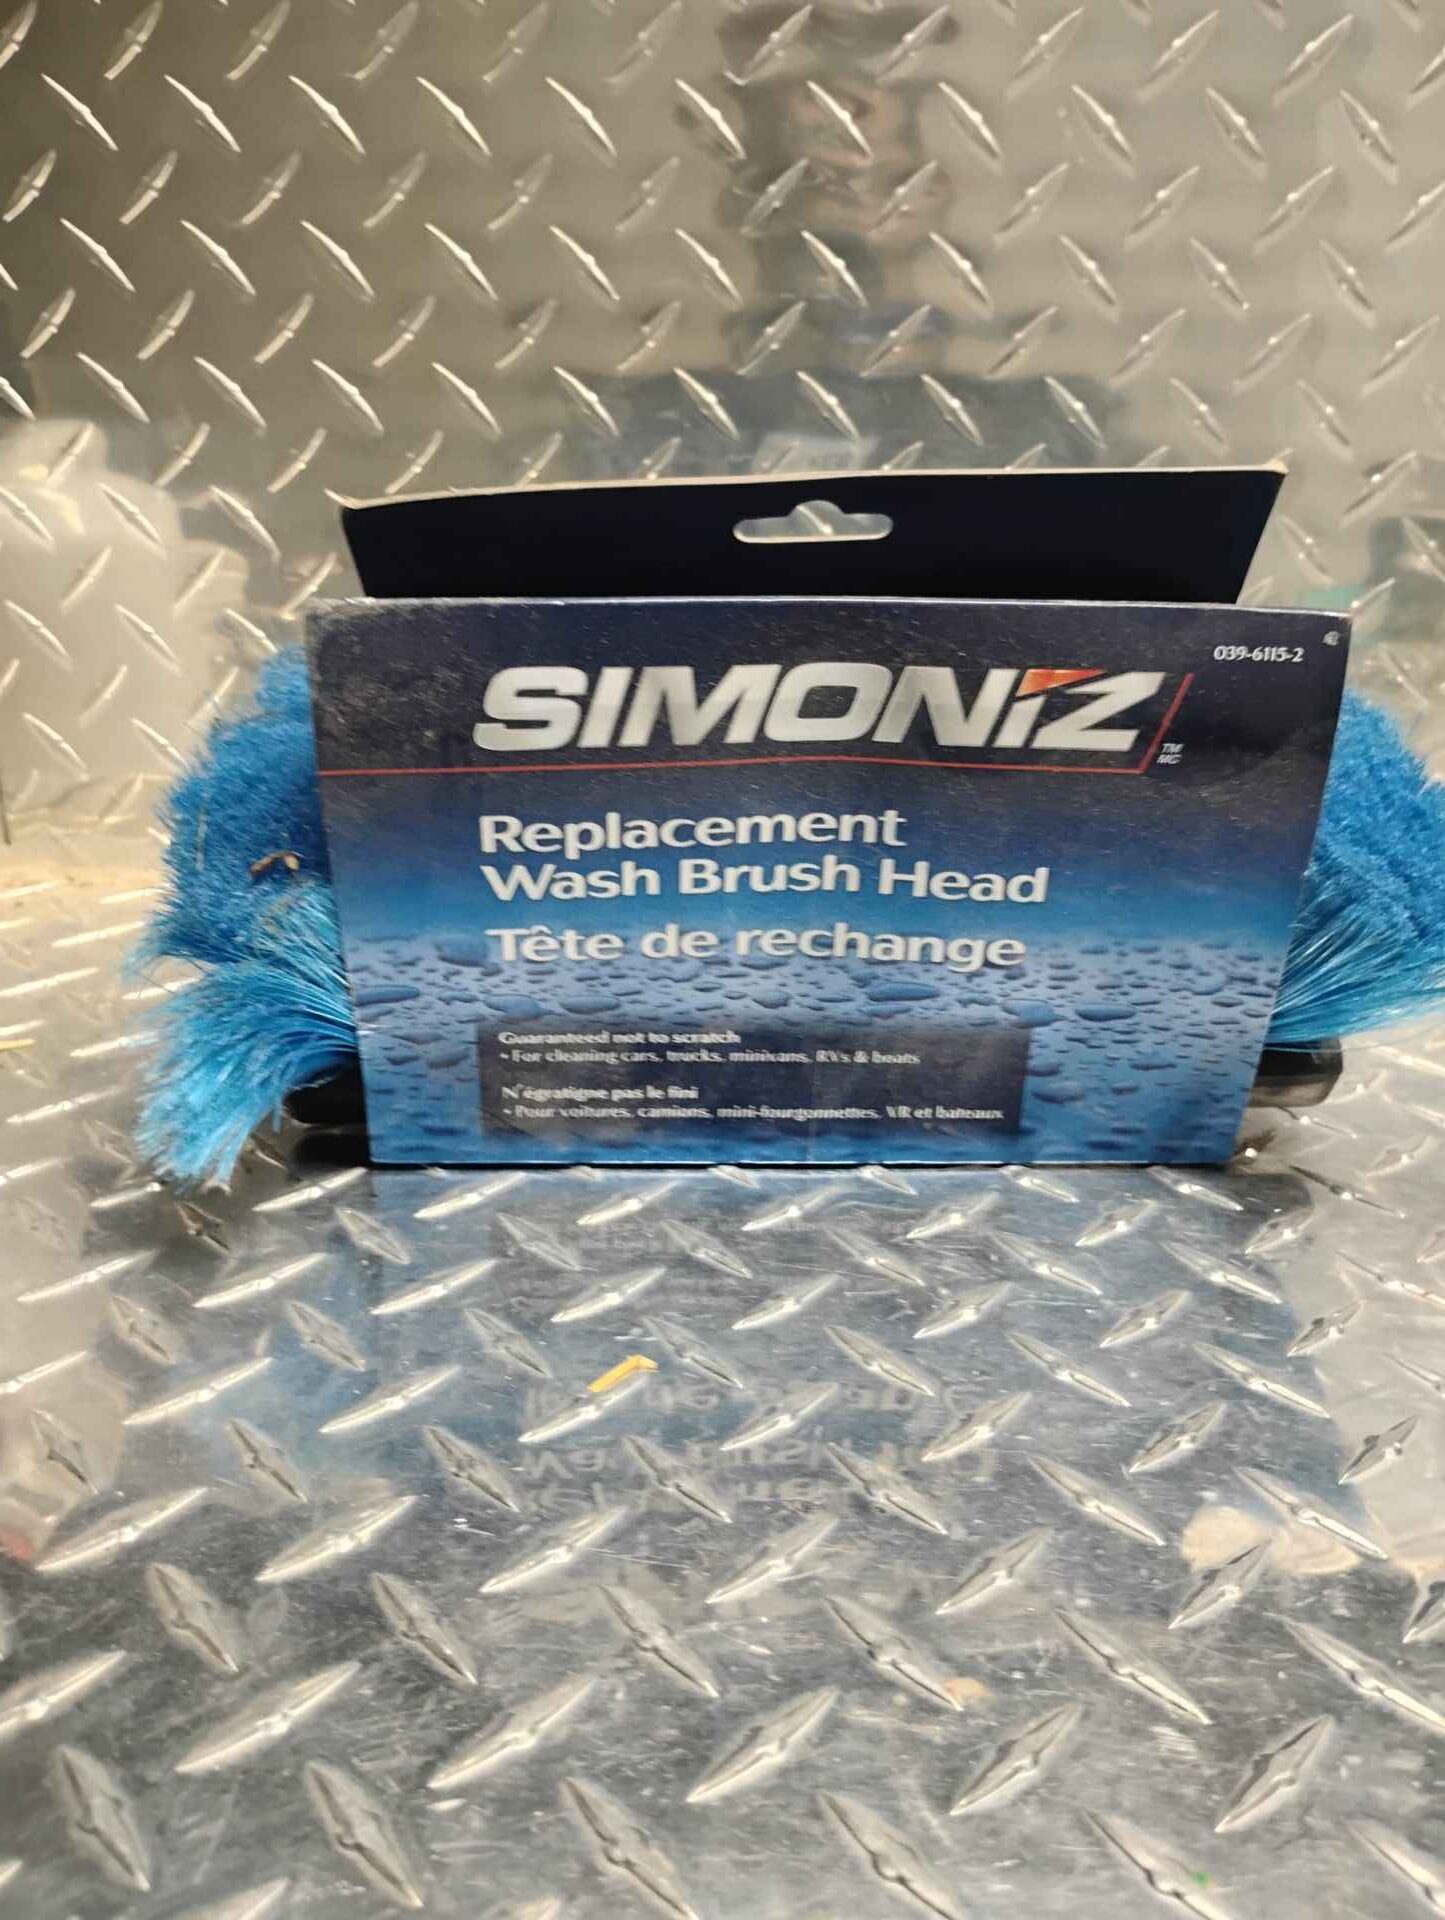 039-6115-2
SIMONIZ
TM
MC
Replacement
Wash Brush Head
Tête de rechange
Guaranteed not to scratch
• For cleaning cars, trucks, minivans, RVs & boats
N'égratigne pas le fini
• Pour voitures, camions, mini-fourgonnettes, VR et bateaux